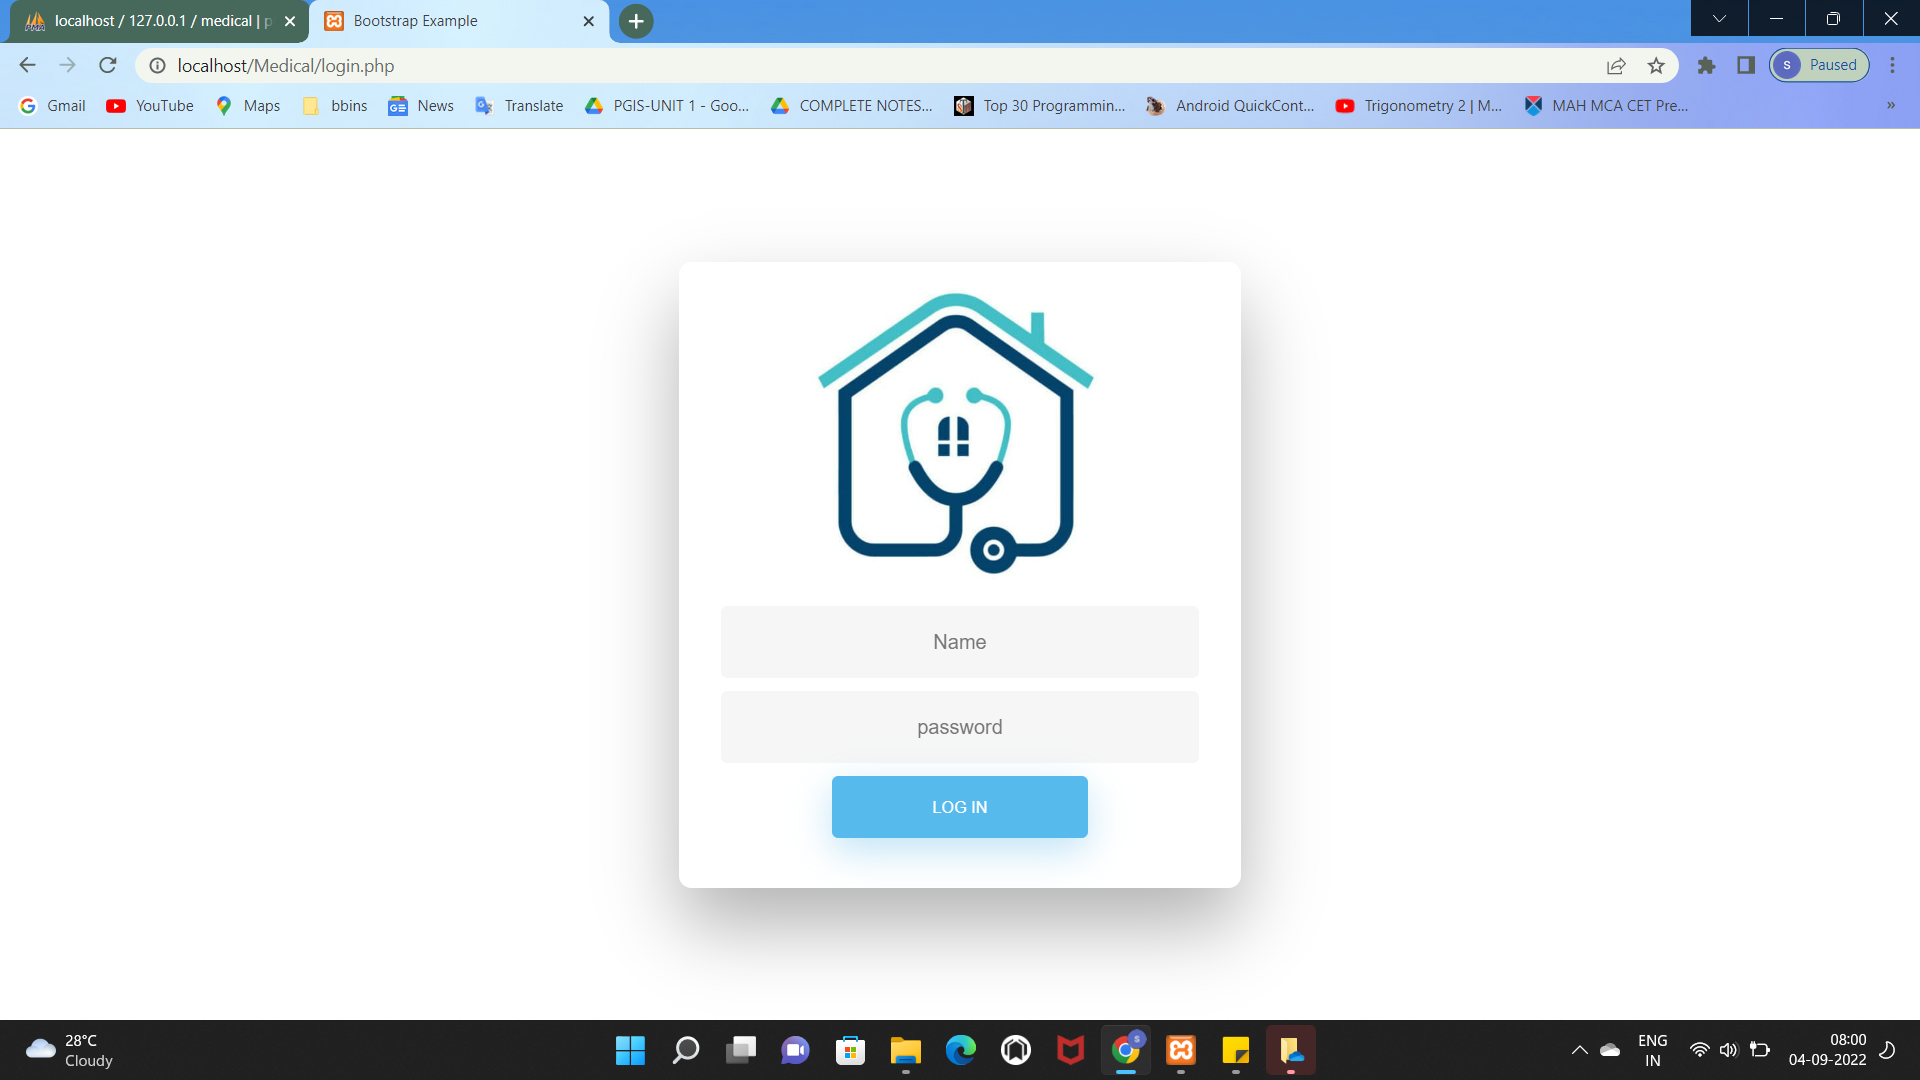 localhost / 127.0.0.1 / medical | p
Bootstrap Example
localhost/Medical/login.php
Paused
S
Gmail
YouTube
Maps
bbins
News
Translate
PGIS-UNIT 1 - Goo...
COMPLETE NOTES...
Top 30 Programmin...
Android QuickCont...
Trigonometry 2 | M...
MAH MCA CET Pre...
»
Name
password
LOG IN
28°C
Cloudy
ENG
IN
08:00
04-09-2022